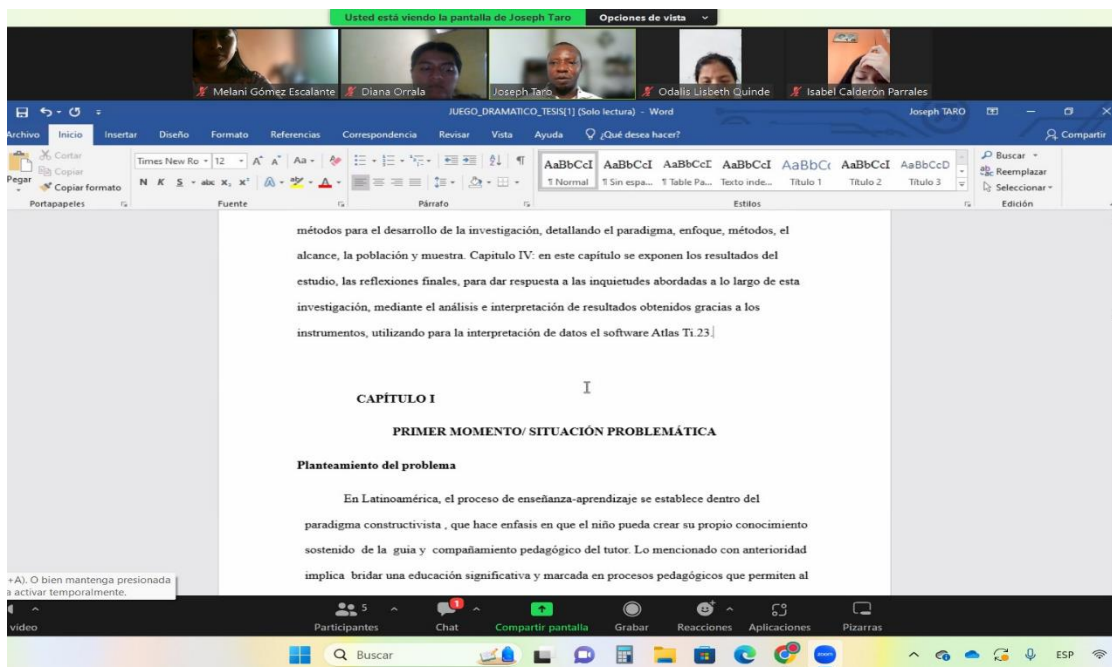 Usted está viendo la pantalla de Joseph Taro
Opciones de vista
Melani Gómez Escalante
Diana Orrala
Joseph Taro
Odalis Lisbeth Quinde
Isabel Calderón Parrales
JUEGO_DRAMATICO_TESIS[1] (Solo lectura) - Word
Joseph TARO
Archivo Inicio Insertar Diseño Formato Referencias Correspondencia Revisar Vista Ayuda ¿Qué desea hacer? Compartir
Pegar
Cortar
Copiar
Copiar formato
Portapapeles
Times New Ro 12
N K S abc X₂ X²
Fuente
Párrafo
AaBbCcI AaBbCcI AaBbCcI AaBbCcI AaBbCc AaBbCcI AaBbCcD
¶ Normal ¶ Sin espa... ¶ Table Pa... Texto inde... Título 1 Título 2 Título 3
Estilos
Buscar
Reemplazar
Seleccionar
Edición
métodos para el desarrollo de la investigación, detallando el paradigma, enfoque, métodos, el
alcance, la población y muestra. Capitulo IV: en este capítulo se exponen los resultados del
estudio, las reflexiones finales, para dar respuesta a las inquietudes abordadas a lo largo de esta
investigación, mediante el análisis e interpretación de resultados obtenidos gracias a los
instrumentos, utilizando para la interpretación de datos el software Atlas Ti.23.
CAPÍTULO I
PRIMER MOMENTO/ SITUACIÓN PROBLEMÁTICA
Planteamiento del problema
En Latinoamérica, el proceso de enseñanza-aprendizaje se establece dentro del
paradigma constructivista , que hace enfasis en que el niño pueda crear su propio conocimiento
sostenido de la guia y compañamiento pedagógico del tutor. Lo mencionado con anterioridad
implica bridar una educación significativa y marcada en procesos pedagógicos que permiten al
+A). O bien mantenga presionada
a activar temporalmente.
vídeo
Participantes 5
Chat 1
Compartir pantalla
Grabar
Reacciones
Aplicaciones
Pizarras
Buscar
zoom
ESP